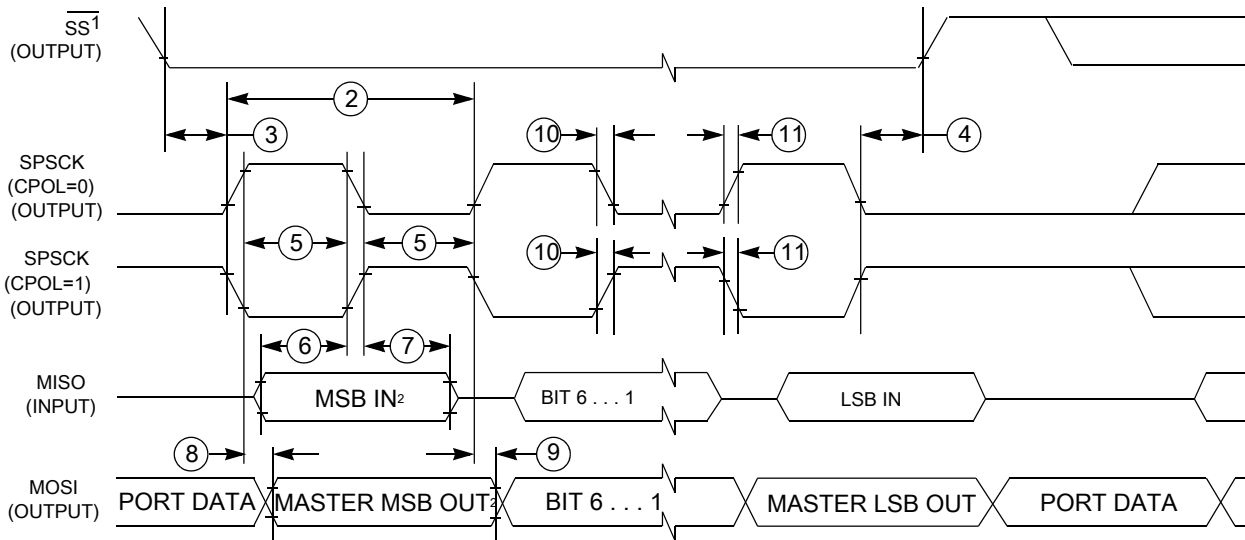 SS1
(OUTPUT)
2
3
10
11
4
SPSCK
(CPOL=0)
(OUTPUT)
5
5
SPSCK
(CPOL=1)
(OUTPUT)
10
11
6
7
MISO
(INPUT)
MSB IN2
BIT 6 . . . 1
LSB IN
8
9
MOSI
(OUTPUT)
PORT DATA
MASTER MSB OUT2
BIT 6 . . . 1
MASTER LSB OUT
PORT DATA